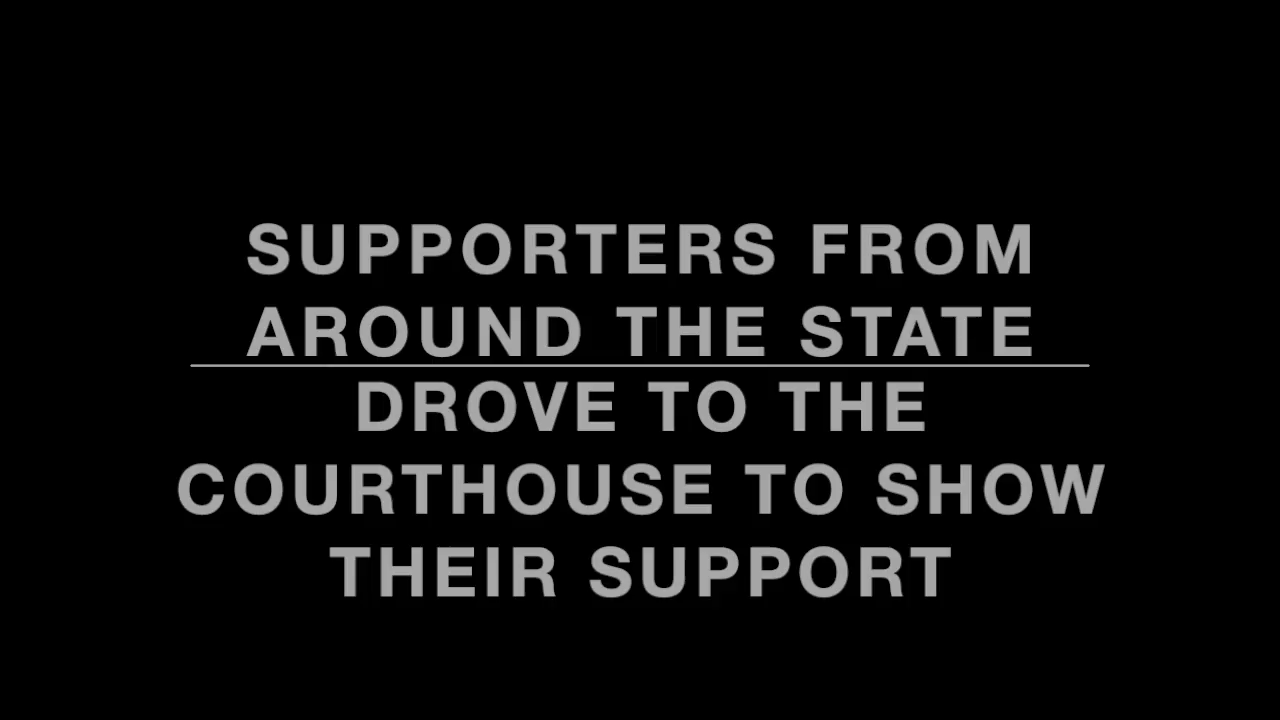 SUPPORTERS FROM
AROUND THE STATE
DROVE TO THE
COURTHOUSE TO SHOW
THEIR SUPPORT